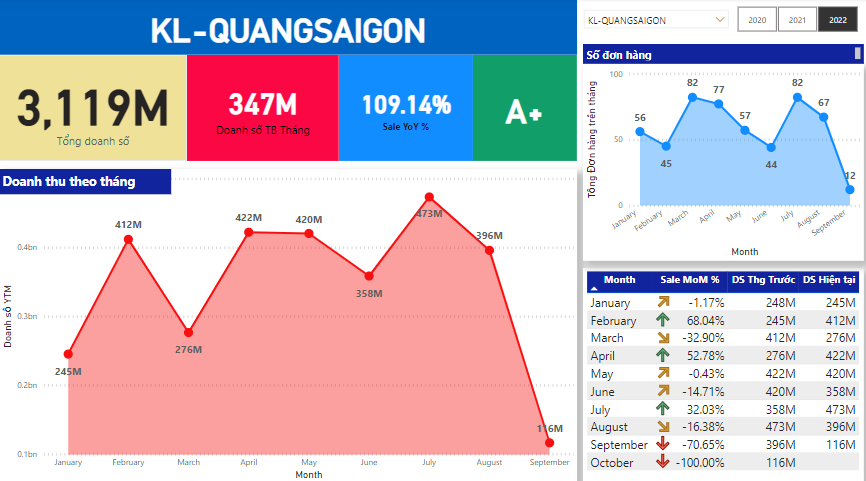 KL-QUANGSAIGON
3,119M
Tổng doanh số
347M
Doanh số TB Tháng
109.14%
Sale YoY %
A+
Doanh thu theo tháng
Doanh số YTM
0.4bn
0.3bn
0.2bn
0.1bn
245M
412M
276M
422M
420M
358M
473M
396M
116M
January February March April May June July August September
Month
KL-QUANGSAIGON
2020 2021 2022
Số đơn hàng
Tổng Đơn hàng trên tháng
100
50
0
56
45
82
77
57
44
82
67
12
January February March April May June July August September
Month
Month Sale MoM % DS Thg Trước DS Hiện tại
January -1.17% 248M 245M
February 68.04% 245M 412M
March -32.90% 412M 276M
April 52.78% 276M 422M
May -0.43% 422M 420M
June -14.71% 420M 358M
July 32.03% 358M 473M
August -16.38% 473M 396M
September -70.65% 396M 116M
October -100.00% 116M